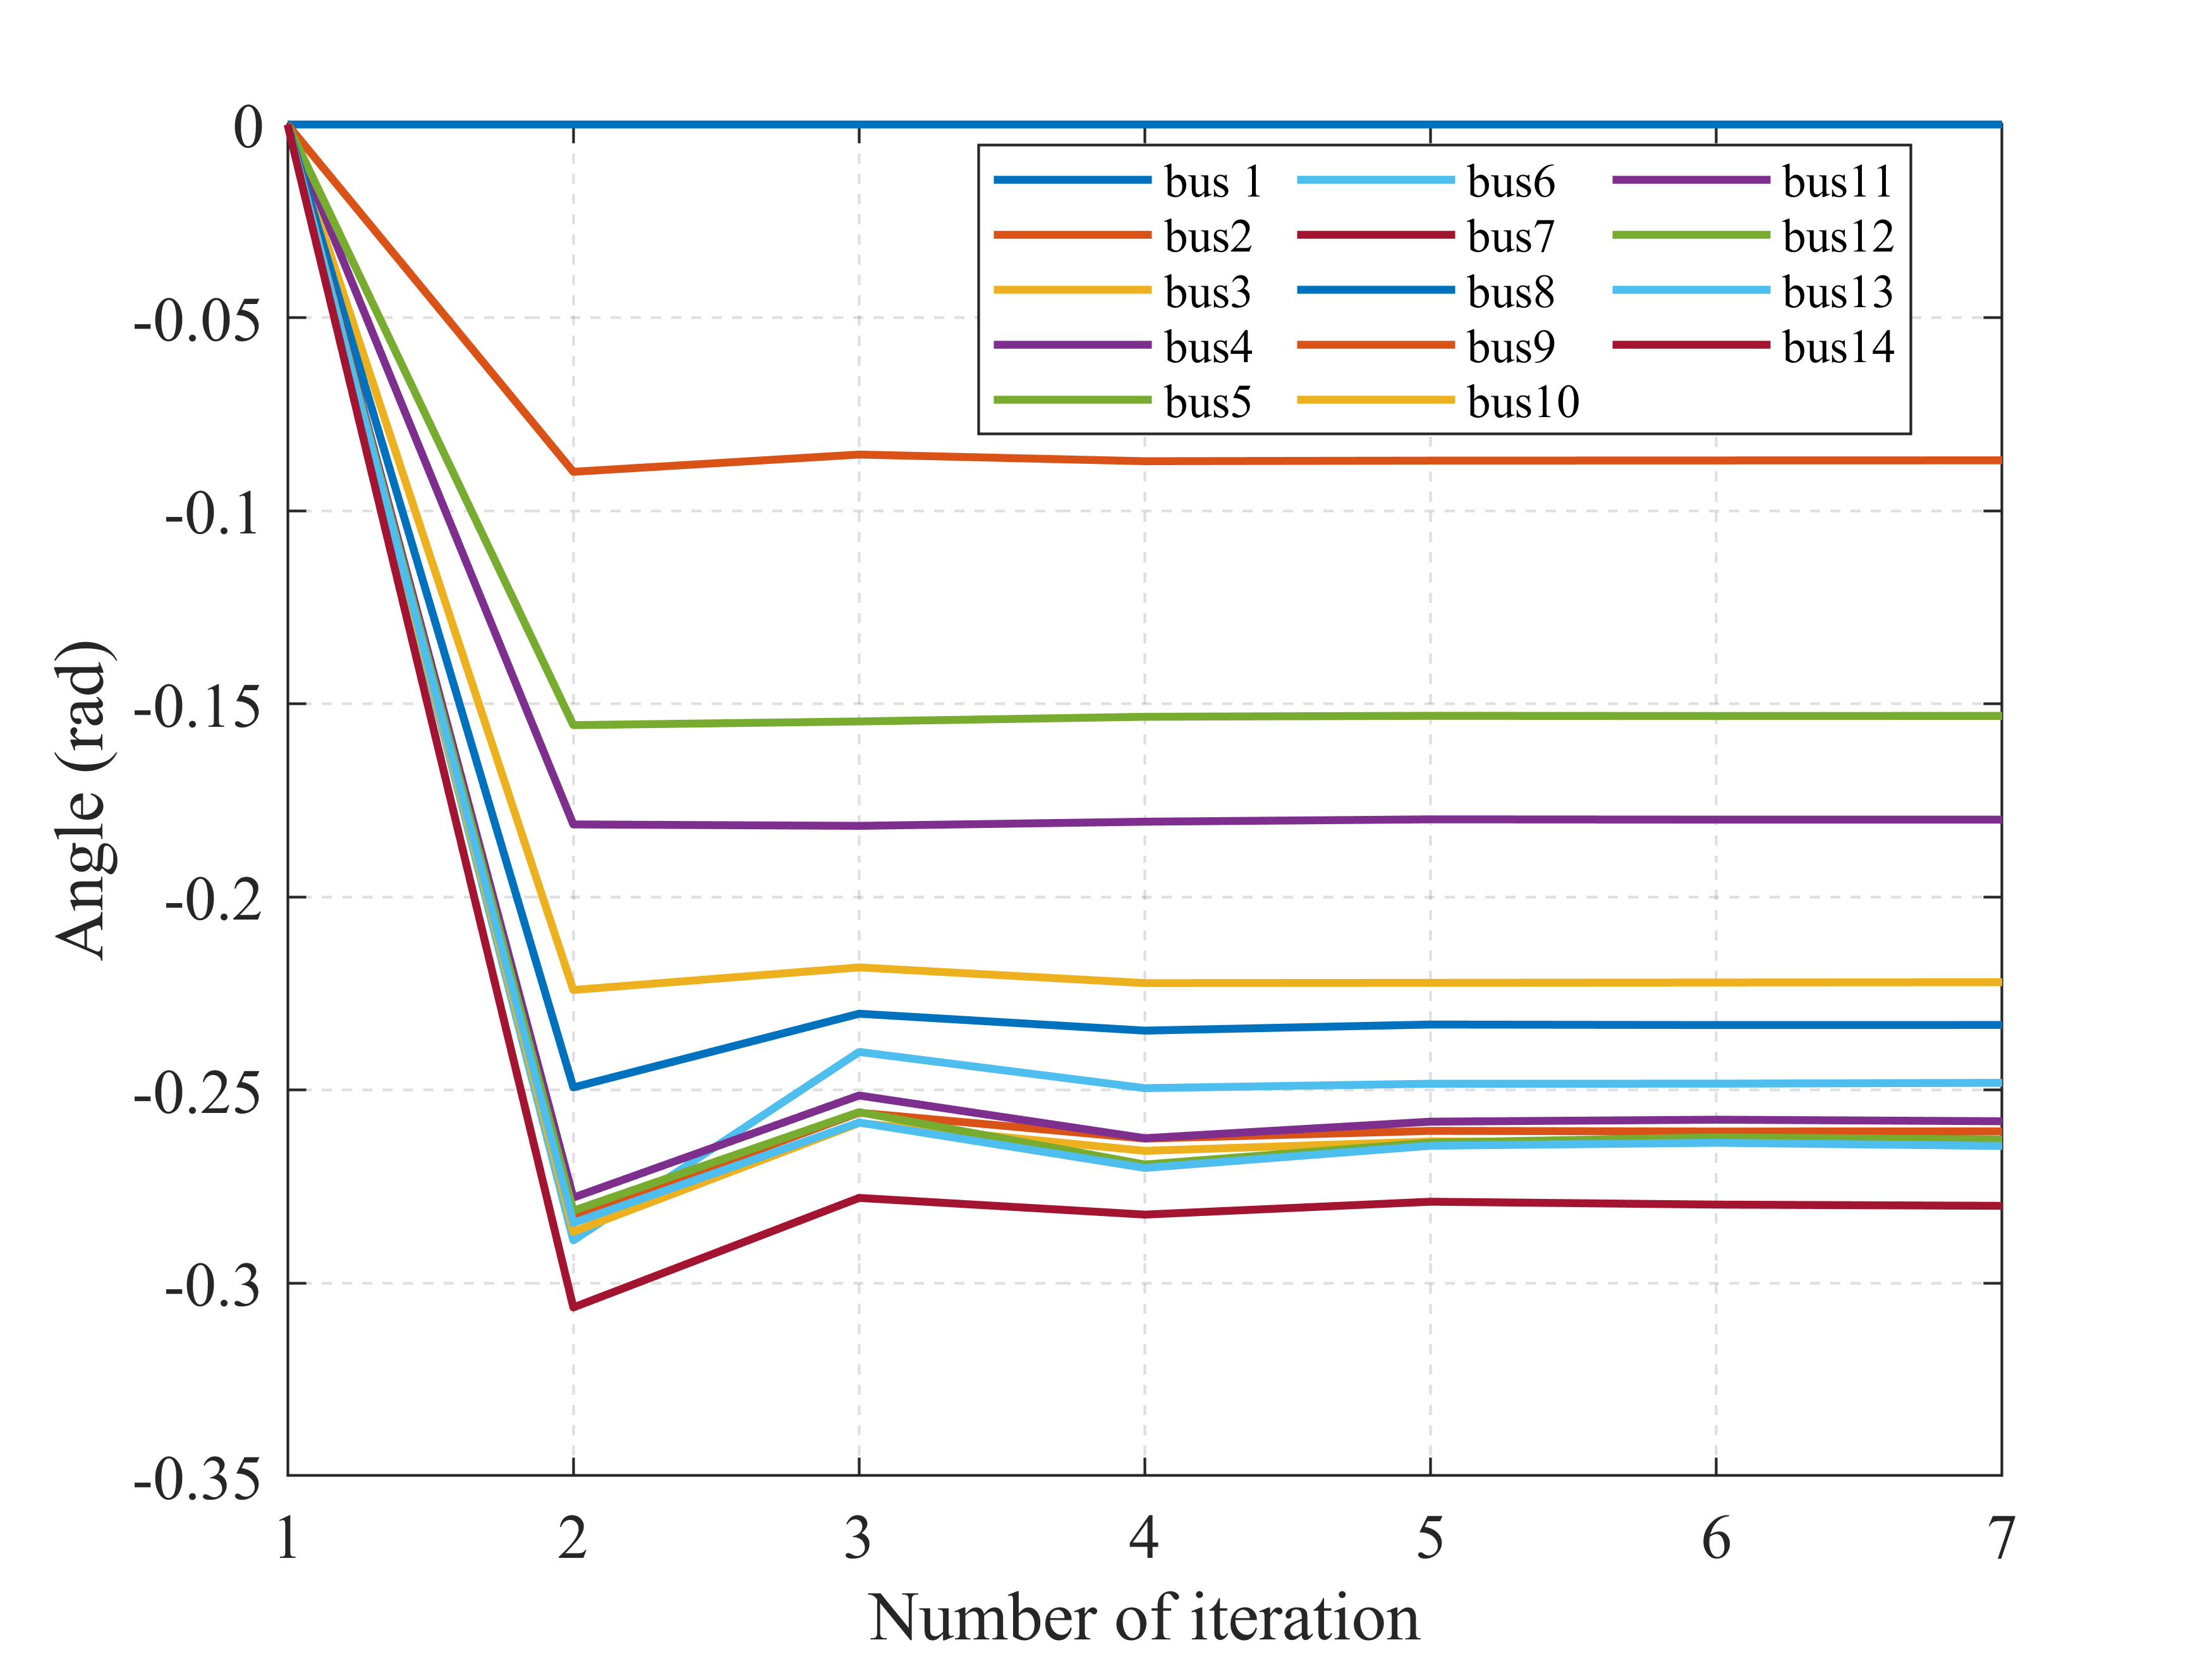 0
-0.05
-0.1
-0.15
-0.2
-0.25
-0.3
-0.35
Angle (rad)
bus 1 bus6 bus11
bus2 bus7 bus12
bus3 bus8 bus13
bus4 bus9 bus14
bus5 bus10
1 2 3 4 5 6 7
Number of iteration